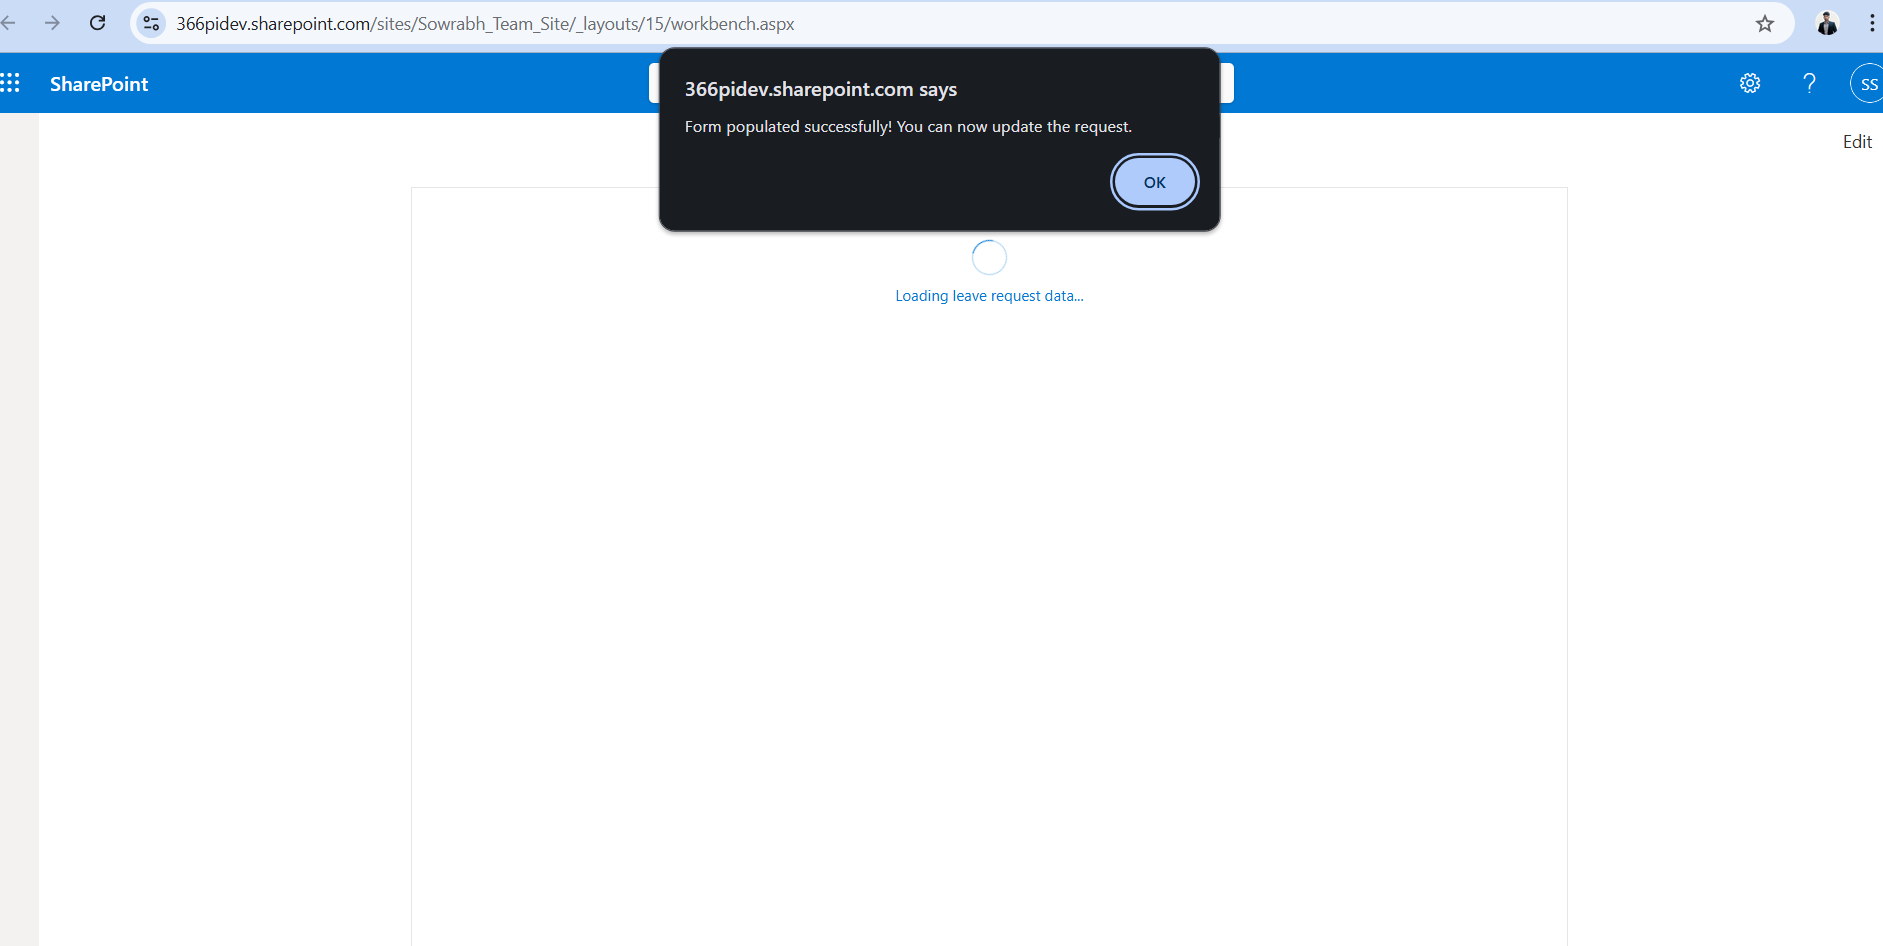 366pidev.sharepoint.com/sites/Sowrabh_Team_Site/_layouts/15/workbench.aspx
SharePoint
SS
366pidev.sharepoint.com says
Form populated successfully! You can now update the request.
OK
Edit
Loading leave request data...